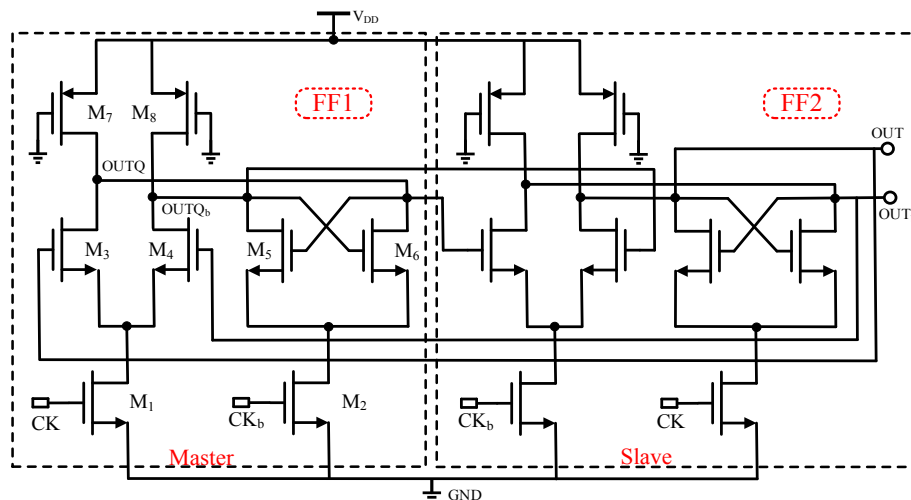 V_DD
M7 M8 FF1 FF2
OUT
OUTQ
OUTQb
OUT
M3 M4 M5 M6
M1 M2
CK CKb CKb CK
Master Slave
GND